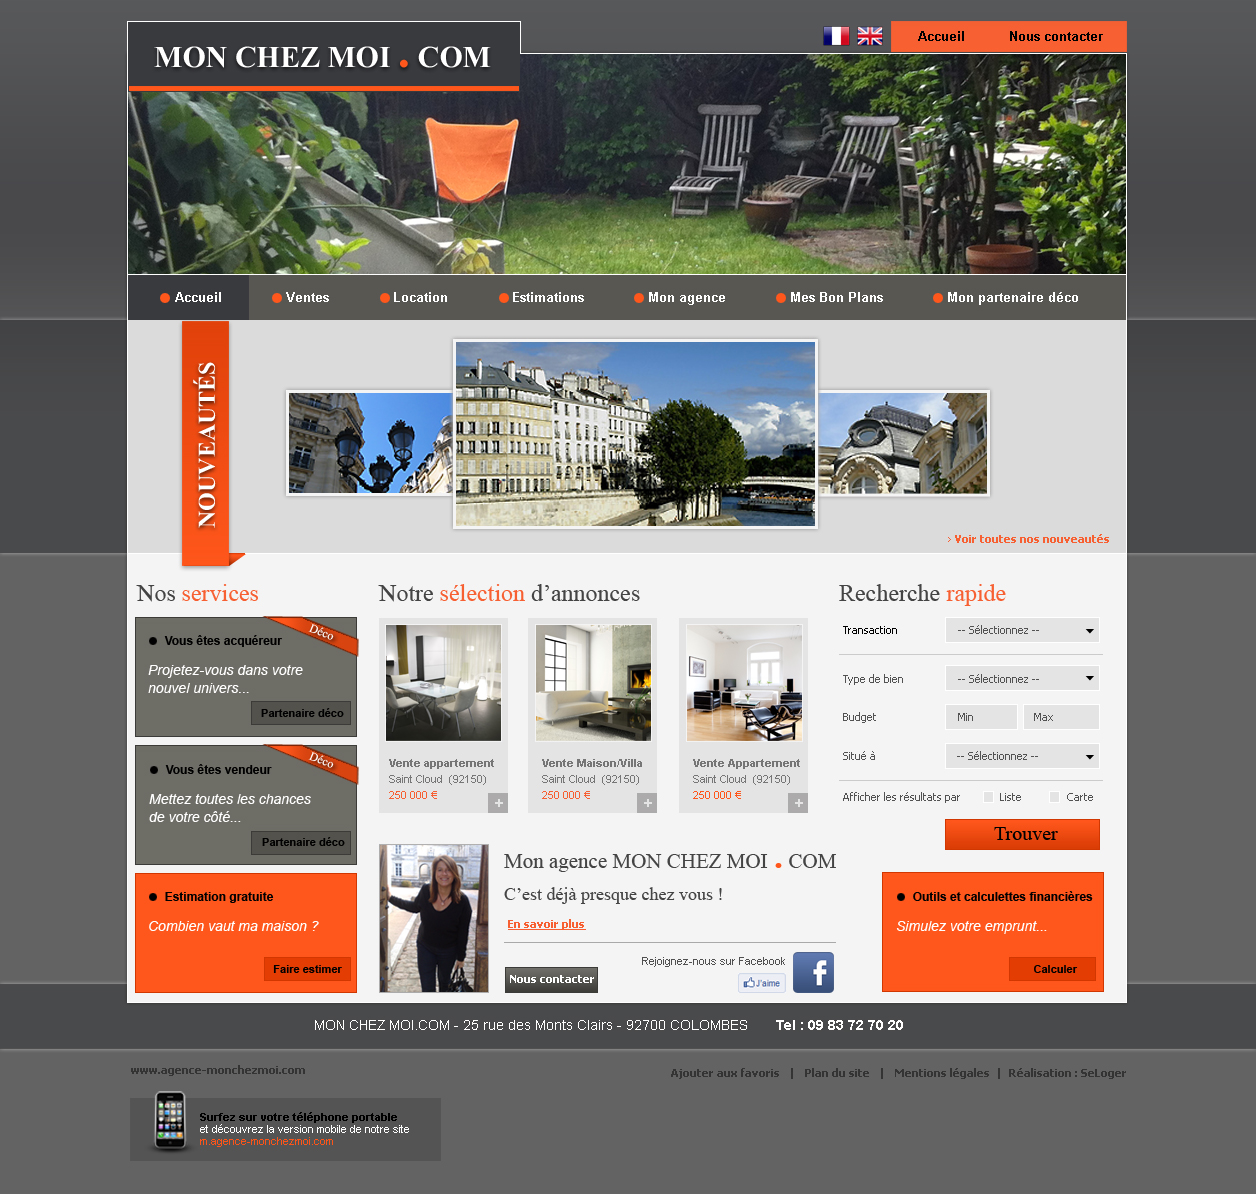 MON CHEZ MOI . COM
Accueil
Nous contacter
Accueil
Ventes
Location
Estimations
Mon agence
Mes Bon Plans
Mon partenaire déco
NOUVEAUTÉS
› Voir toutes nos nouveautés
Nos services
Déco
Vous êtes acquéreur
Projetez-vous dans votre
nouvel univers...
Partenaire déco
Déco
Vous êtes vendeur
Mettez toutes les chances
de votre côté...
Partenaire déco
Estimation gratuite
Combien vaut ma maison ?
Faire estimer
Notre sélection d’annonces
Vente appartement
Saint Cloud (92150)
250 000 €
+
Vente Maison/Villa
Saint Cloud (92150)
250 000 €
+
Vente Appartement
Saint Cloud (92150)
250 000 €
+
Mon agence MON CHEZ MOI . COM
C’est déjà presque chez vous !
En savoir plus
Nous contacter
Rejoignez-nous sur Facebook
J'aime
f
Recherche rapide
Transaction
-- Sélectionnez --
Type de bien
-- Sélectionnez --
Budget
Min
Max
Situé à
-- Sélectionnez --
Afficher les résultats par
Liste
Carte
Trouver
Outils et calculettes financières
Simulez votre emprunt...
Calculer
MON CHEZ MOI.COM - 25 rue des Monts Clairs - 92700 COLOMBES
Tel : 09 83 72 70 20
www.agence-monchezmoi.com
Ajouter aux favoris | Plan du site | Mentions légales | Réalisation : SeLoger
Surfez sur votre téléphone portable
et découvrez la version mobile de notre site
m.agence-monchezmoi.com